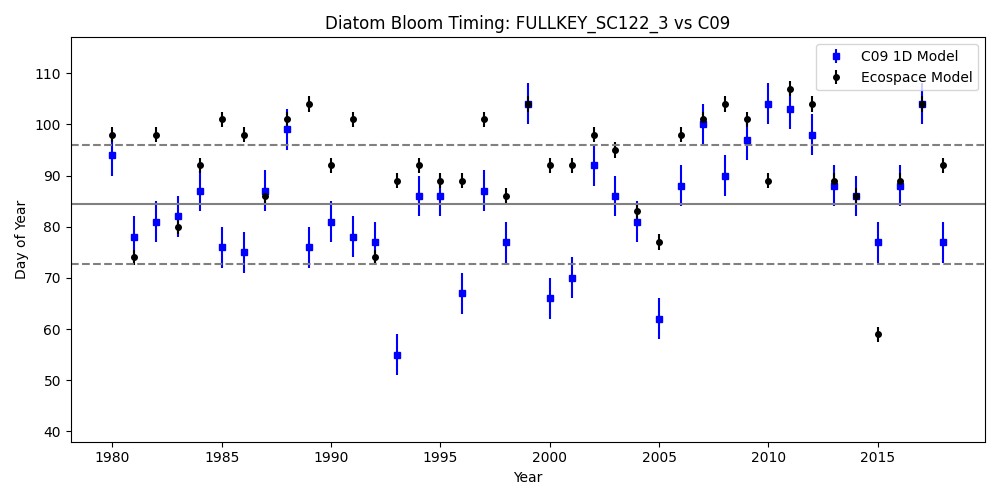 Diatom Bloom Timing: FULLKEY_SC122_3 vs C09
C09 1D Model
Ecospace Model
Day of Year
110
100
90
80
70
60
50
40
1980 1985 1990 1995 2000 2005 2010 2015
Year